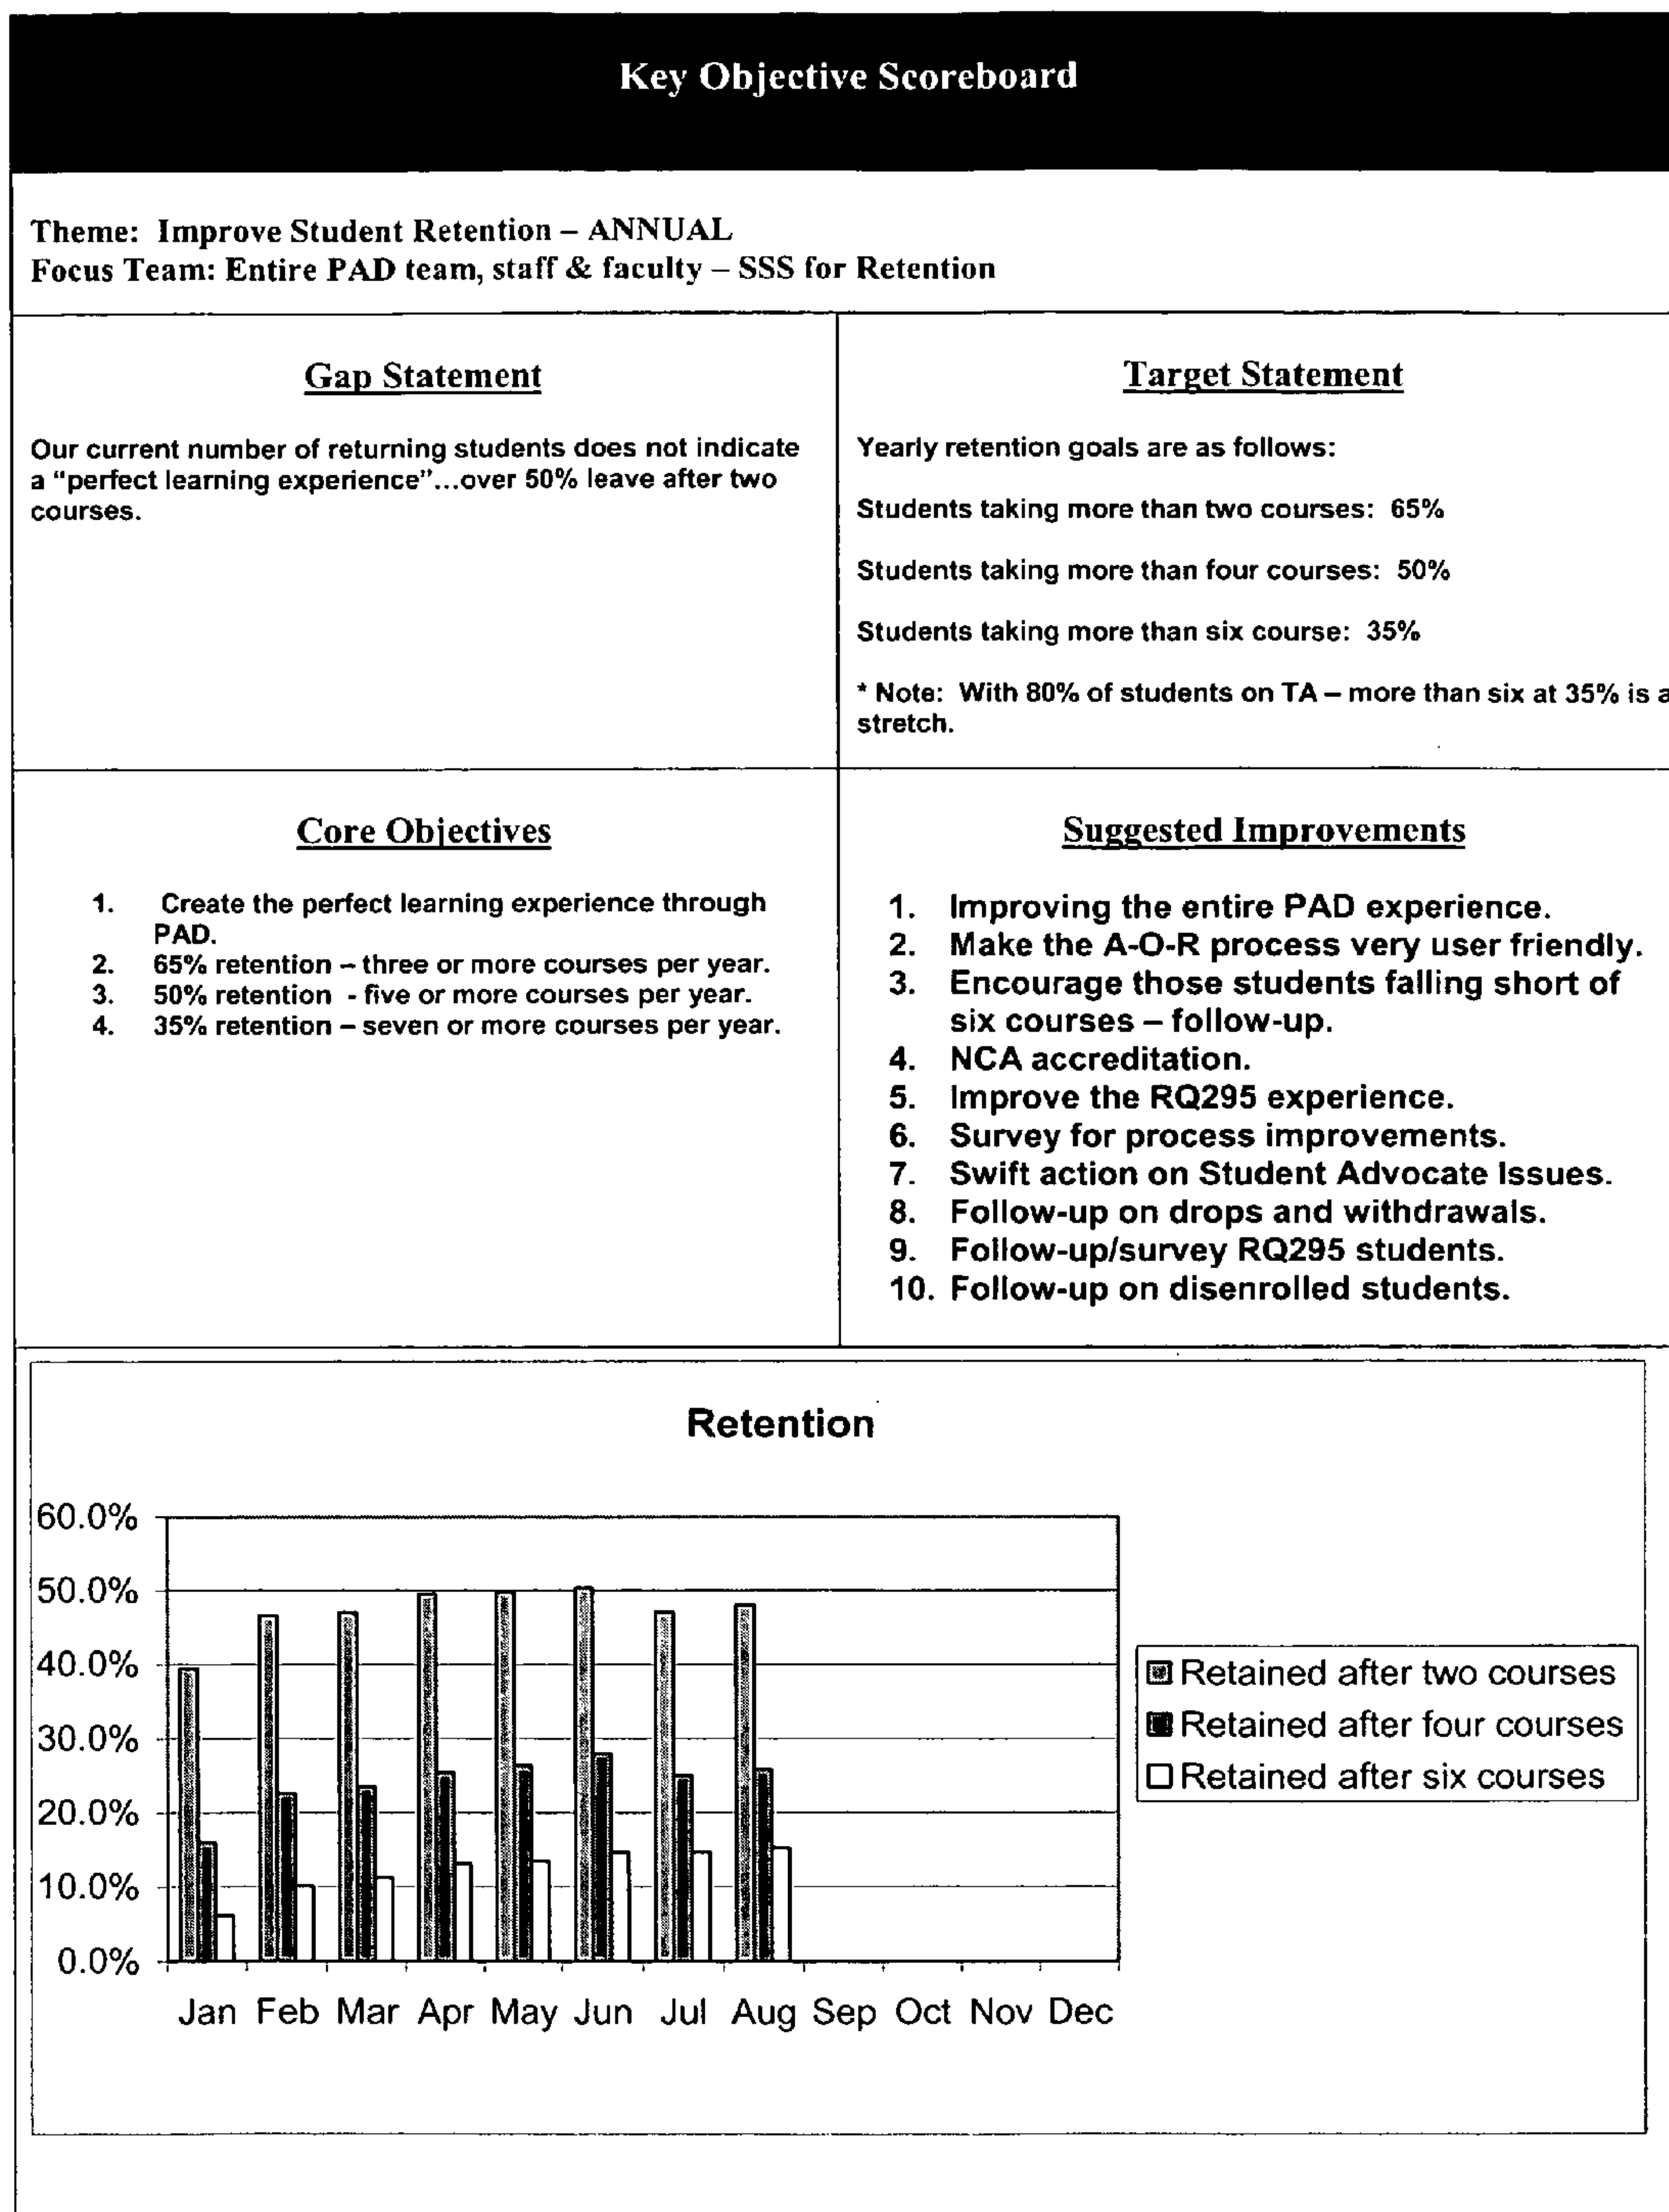 Key Objective Scoreboard
Theme: Improve Student Retention – ANNUAL
Focus Team: Entire PAD team, staff & faculty – SSS for Retention
Gap Statement
Our current number of returning students does not indicate
a “perfect learning experience”...over 50% leave after two
courses.
Target Statement
Yearly retention goals are as follows:
Students taking more than two courses: 65%
Students taking more than four courses: 50%
Students taking more than six course: 35%
* Note: With 80% of students on TA – more than six at 35% is a
stretch.
Core Objectives
1. Create the perfect learning experience through
PAD.
2. 65% retention – three or more courses per year.
3. 50% retention - five or more courses per year.
4. 35% retention – seven or more courses per year.
Suggested Improvements
1. Improving the entire PAD experience.
2. Make the A-O-R process very user friendly.
3. Encourage those students falling short of
six courses – follow-up.
4. NCA accreditation.
5. Improve the RQ295 experience.
6. Survey for process improvements.
7. Swift action on Student Advocate Issues.
8. Follow-up on drops and withdrawals.
9. Follow-up/survey RQ295 students.
10. Follow-up on disenrolled students.
Retention
60.0%
50.0%
40.0%
30.0%
20.0%
10.0%
0.0%
Jan Feb Mar Apr May Jun Jul Aug Sep Oct Nov Dec
Retained after two courses
Retained after four courses
Retained after six courses